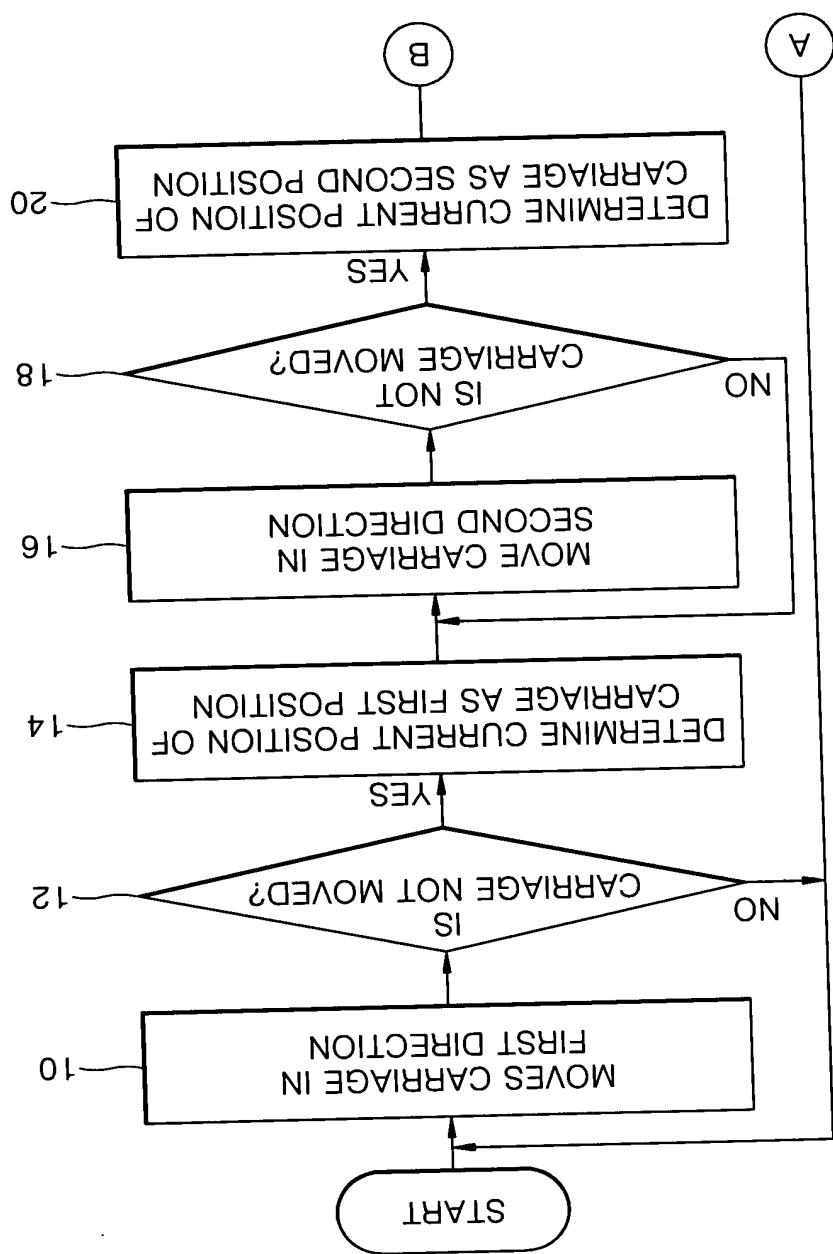 START
MOVES CARRIAGE IN
FIRST DIRECTION
10
IS
CARRIAGE NOT MOVED?
12
NO
YES
DETERMINE CURRENT POSITION OF
CARRIAGE AS FIRST POSITION
14
MOVE CARRIAGE IN
SECOND DIRECTION
16
IS NOT
CARRIAGE MOVED?
18
NO
YES
DETERMINE CURRENT POSITION OF
CARRIAGE AS SECOND POSITION
20
A
B